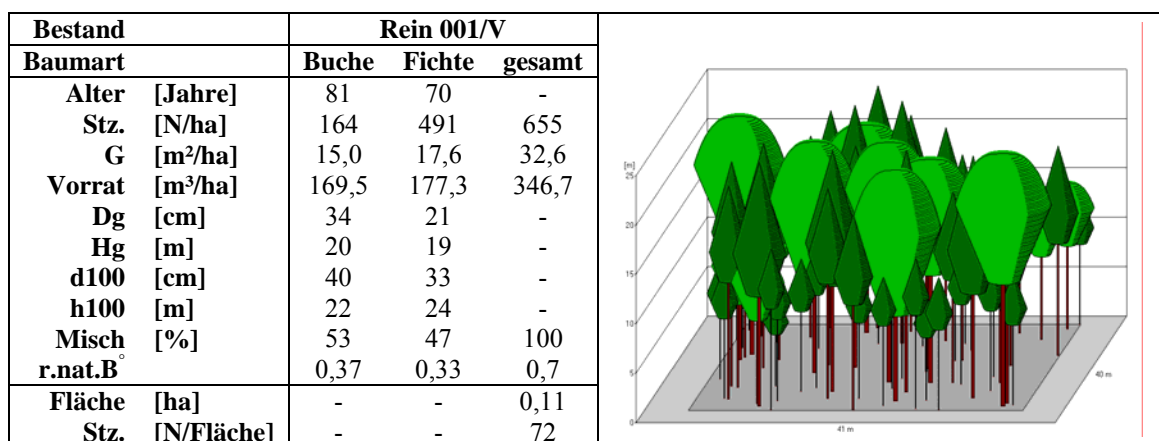 Bestand Rein 001/V
Baumart Buche Fichte gesamt
Alter [Jahre] 81 70 -
Stz. [N/ha] 164 491 655
G [m²/ha] 15,0 17,6 32,6
Vorrat [m³/ha] 169,5 177,3 346,7
Dg [cm] 34 21 -
Hg [m] 20 19 -
d100 [cm] 40 33 -
h100 [m] 22 24 -
Misch [%] 53 47 100
r.nat.B° 0,37 0,33 0,7
Fläche [ha] - - 0,11
Stz. [N/Fläche] - - 72
[m]
25
20
15
10
5
0
41 m
40 m